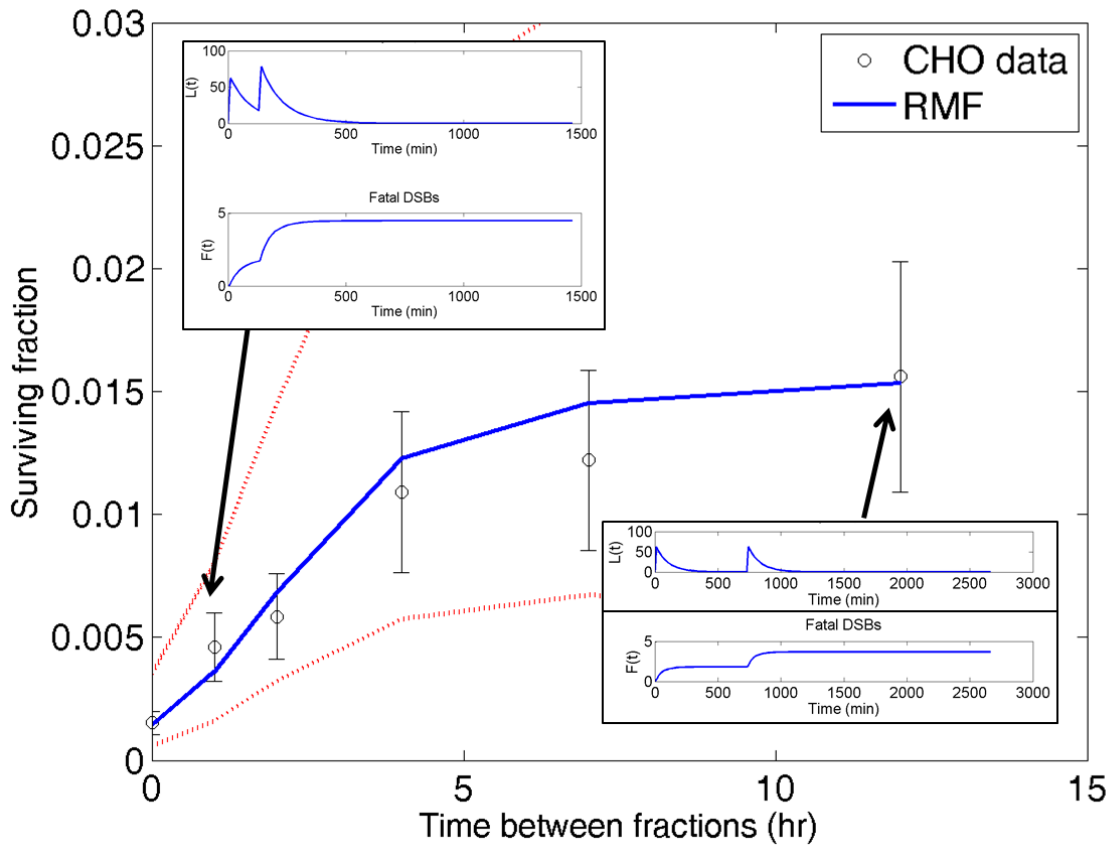 0.03
0.025
0.02
0.015
0.01
0.005
0
Surviving fraction
0 5 10 15
Time between fractions (hr)
CHO data
RMF
100
50
0
L(t)
0 500 1000 1500
Time (min)
Fatal DSBs
5
0
F(t)
0 500 1000 1500
Time (min)
100
50
0
L(t)
0 500 1000 1500 2000 2500 3000
Time (min)
Fatal DSBs
5
0
F(t)
0 500 1000 1500 2000 2500 3000
Time (min)